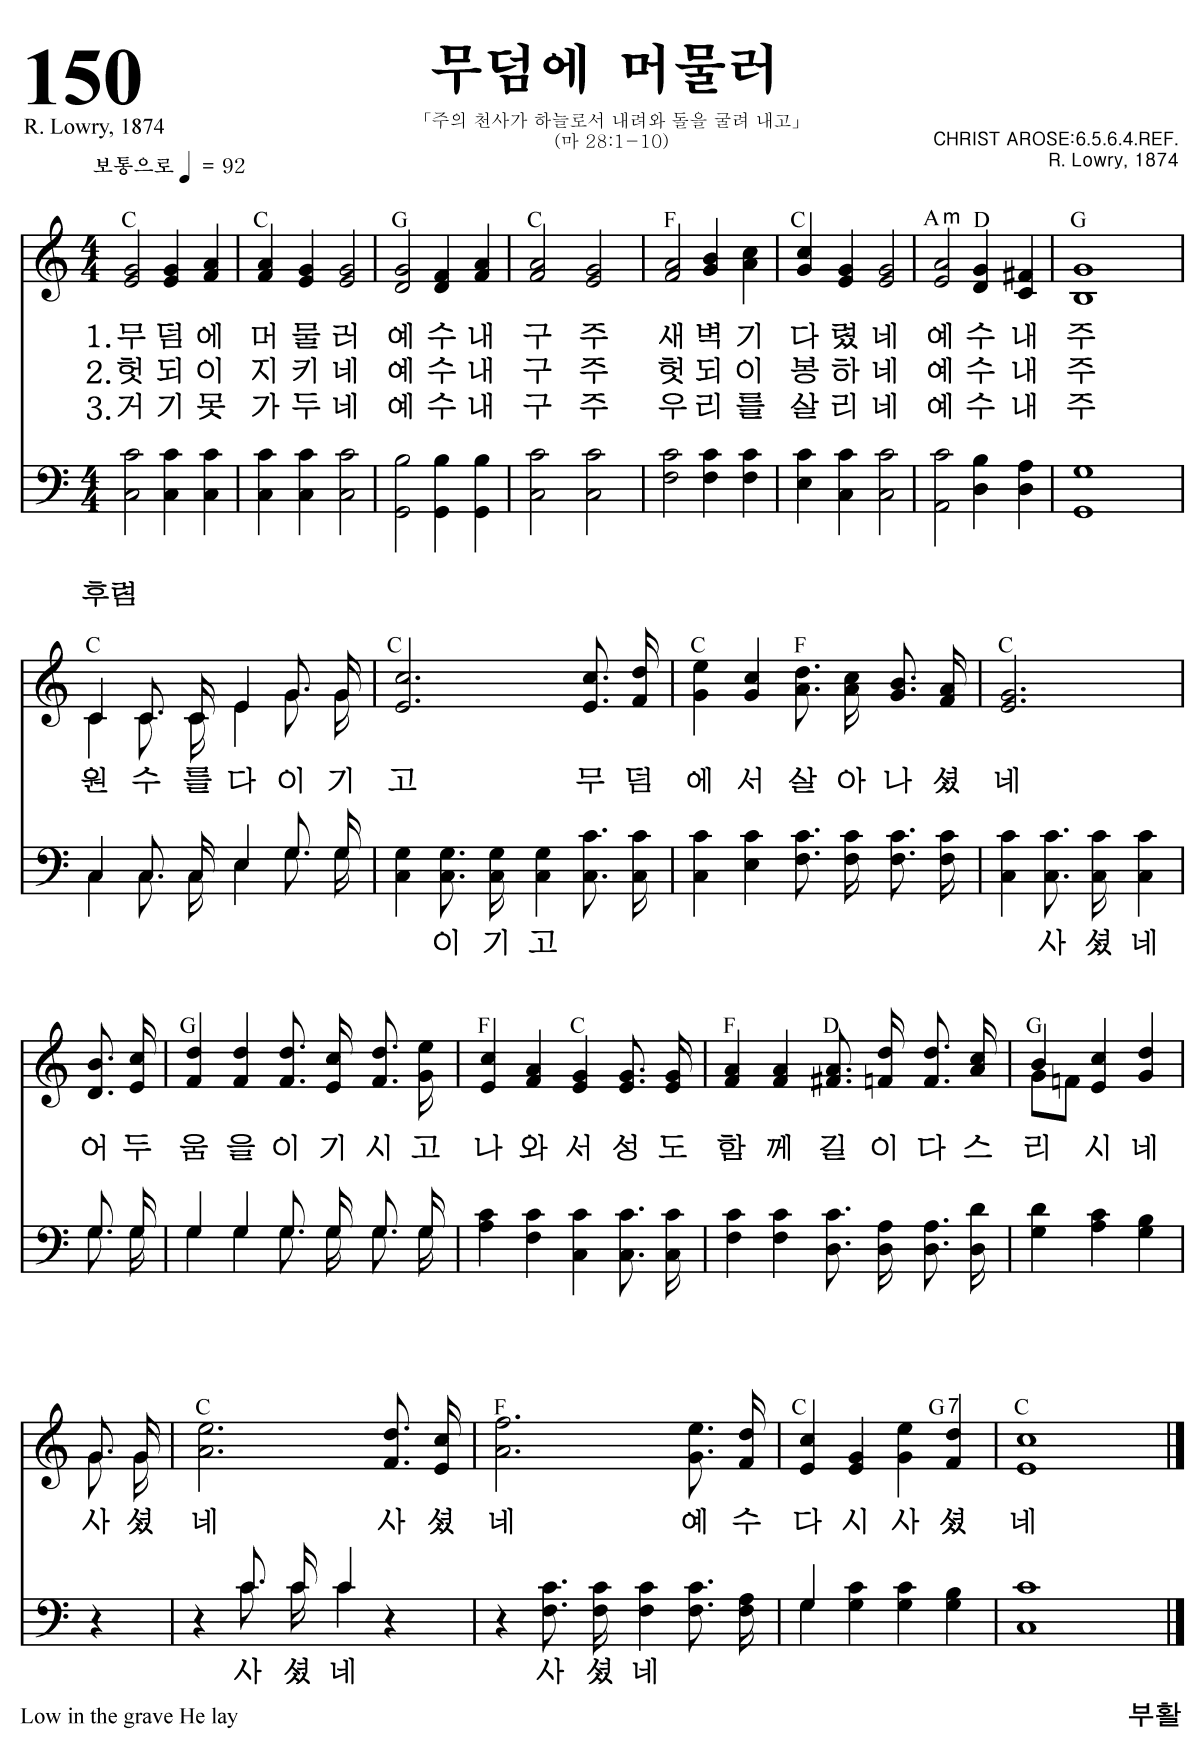 150
무덤에 머물러
「주의 천사가 하늘로서 내려와 돌을 굴려 내고」
(마 28:1-10)
R. Lowry, 1874
CHRIST AROSE:6.5.6.4.REF.
R. Lowry, 1874
보통으로 ♩ = 92
C C G C F C Am D G
1.무 덤 에 머 물 러 예 수 내 구 주 새 벽 기 다 렸 네 예 수 내 주
2.헛 되 이 지 키 네 예 수 내 구 주 헛 되 이 봉 하 네 예 수 내 주
3.거 기 못 가 두 네 예 수 내 구 주 우 리 를 살 리 네 예 수 내 주
후렴
C C C F C
원 수 를 다 이 기 고 무 덤 에 서 살 아 나 셨 네
이 기 고 사 셨 네
G F C F D G
어 두 움 을 이 기 시 고 나 와 서 성 도 함 께 길 이 다 스 리 시 네
C F C G7 C
사 셨 네 사 셨 네 예 수 다 시 사 셨 네
사 셨 네 사 셨 네
Low in the grave He lay
부활